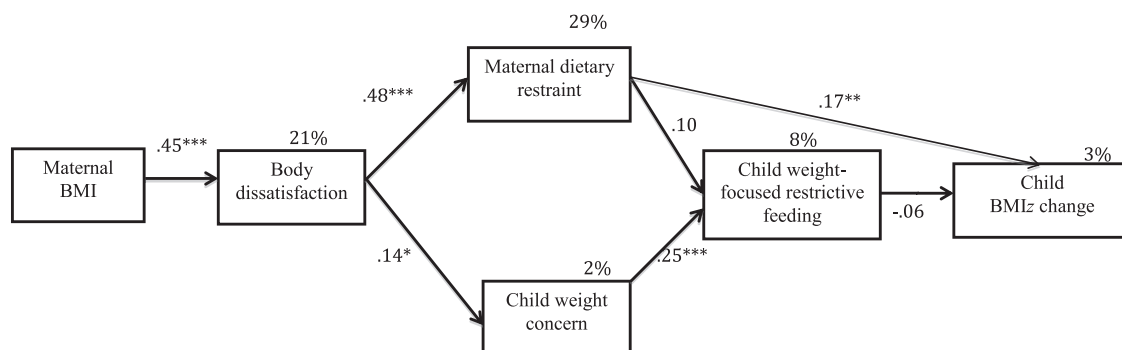 29%
Maternal dietary
restraint
.48***
.17**
.10
.45***
21%
8%
3%
Maternal
BMI
Body
dissatisfaction
Child weight-
focused restrictive
feeding
Child
BMIz change
-.06
.14*
2%
.25***
Child weight
concern